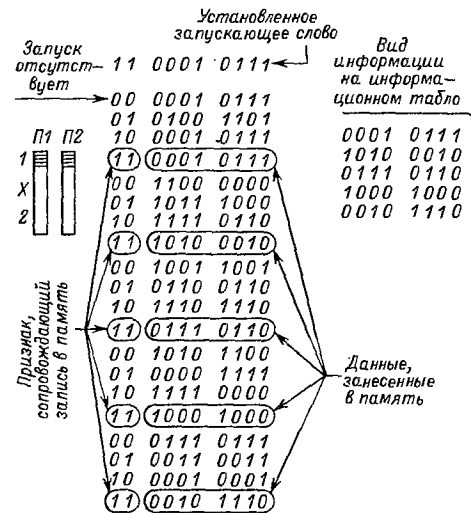 Установленное
запускающее слово
Запуск
отсутст-
вует
11 0001 0111
Вид
информации
на информа-
ционном табло
00 0001 0111
01 0100 1101
10 0001 0111
11 0001 0111
00 1100 0000
01 1011 1000
10 1111 0110
11 1010 0010
00 1001 1001
01 0110 0110
10 1110 1110
11 0111 0110
00 1010 1100
01 0000 1111
10 1111 0000
11 1000 1000
00 0111 0111
01 0011 0011
10 0001 0001
11 0010 1110
0001 0111
1010 0010
0111 0110
1000 1000
0010 1110
П1 П2
1
X
2
Признак,
сопровождающий
запись в память
Данные,
занесенные
в память